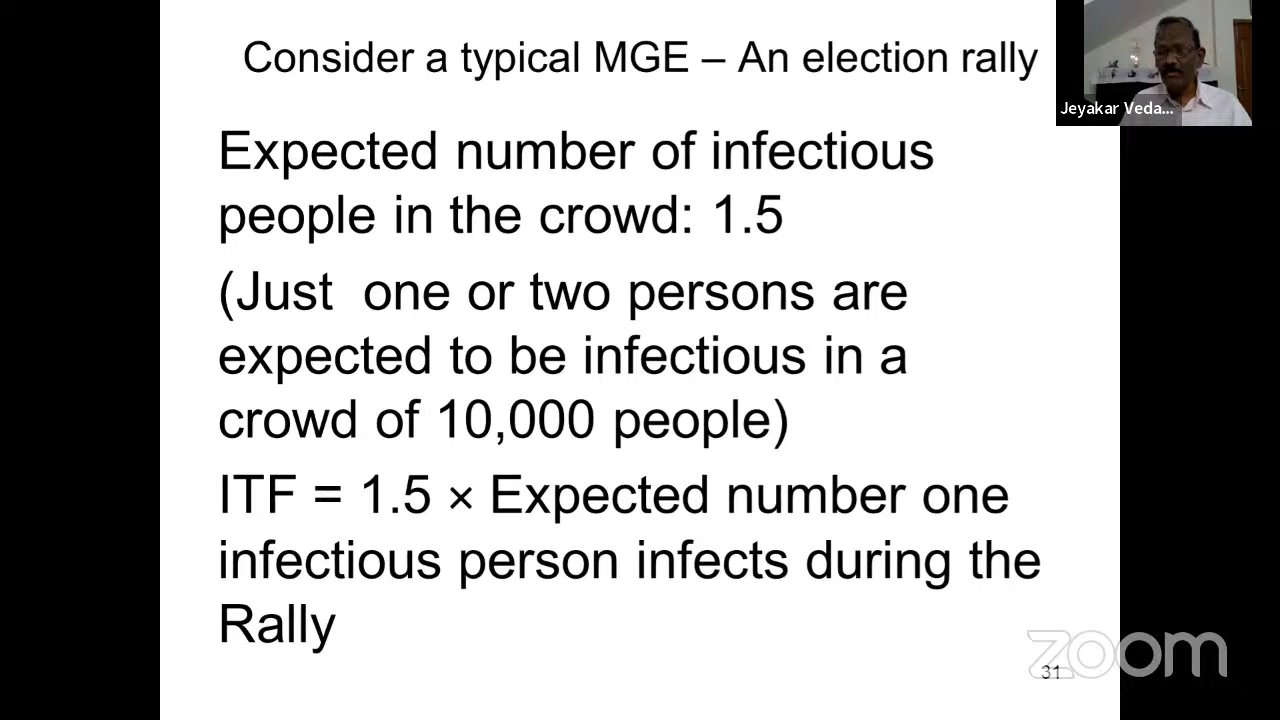 Consider a typical MGE – An election rally
Jeyakar Veda...
Expected number of infectious
people in the crowd: 1.5
(Just one or two persons are
expected to be infectious in a
crowd of 10,000 people)
ITF = 1.5 × Expected number one
infectious person infects during the
Rally
zoom
31